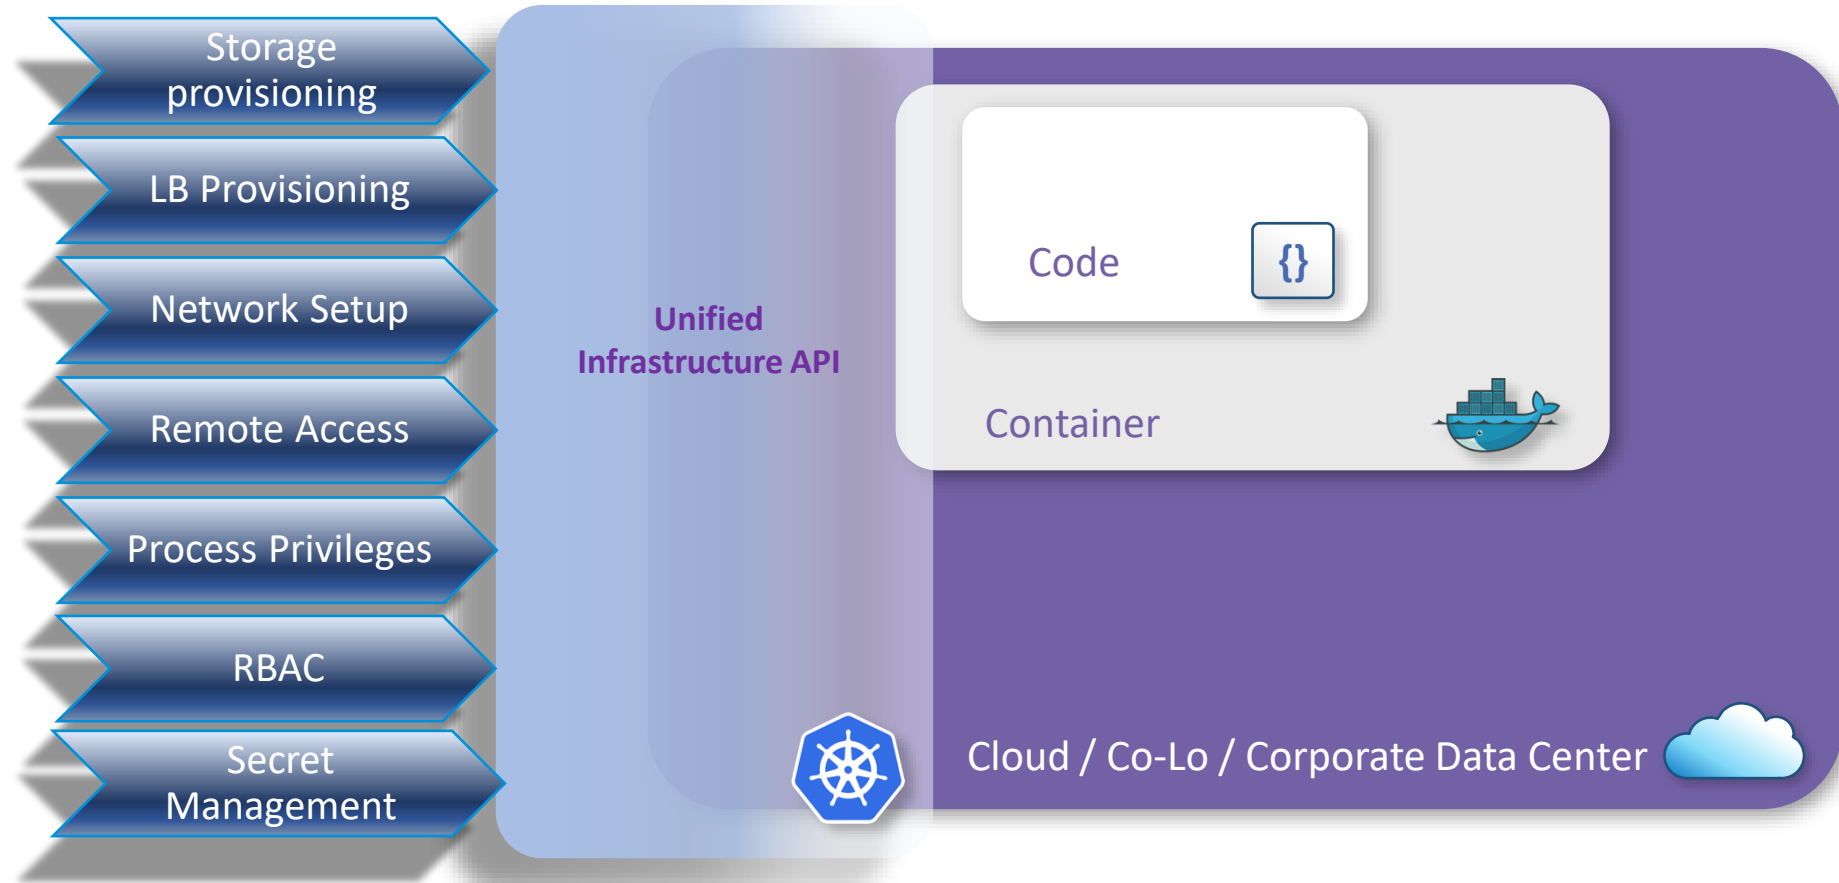 Storage
provisioning
LB Provisioning
Network Setup
Remote Access
Process Privileges
RBAC
Secret
Management
Unified
Infrastructure API
Code
{}
Container
Cloud / Co-Lo / Corporate Data Center